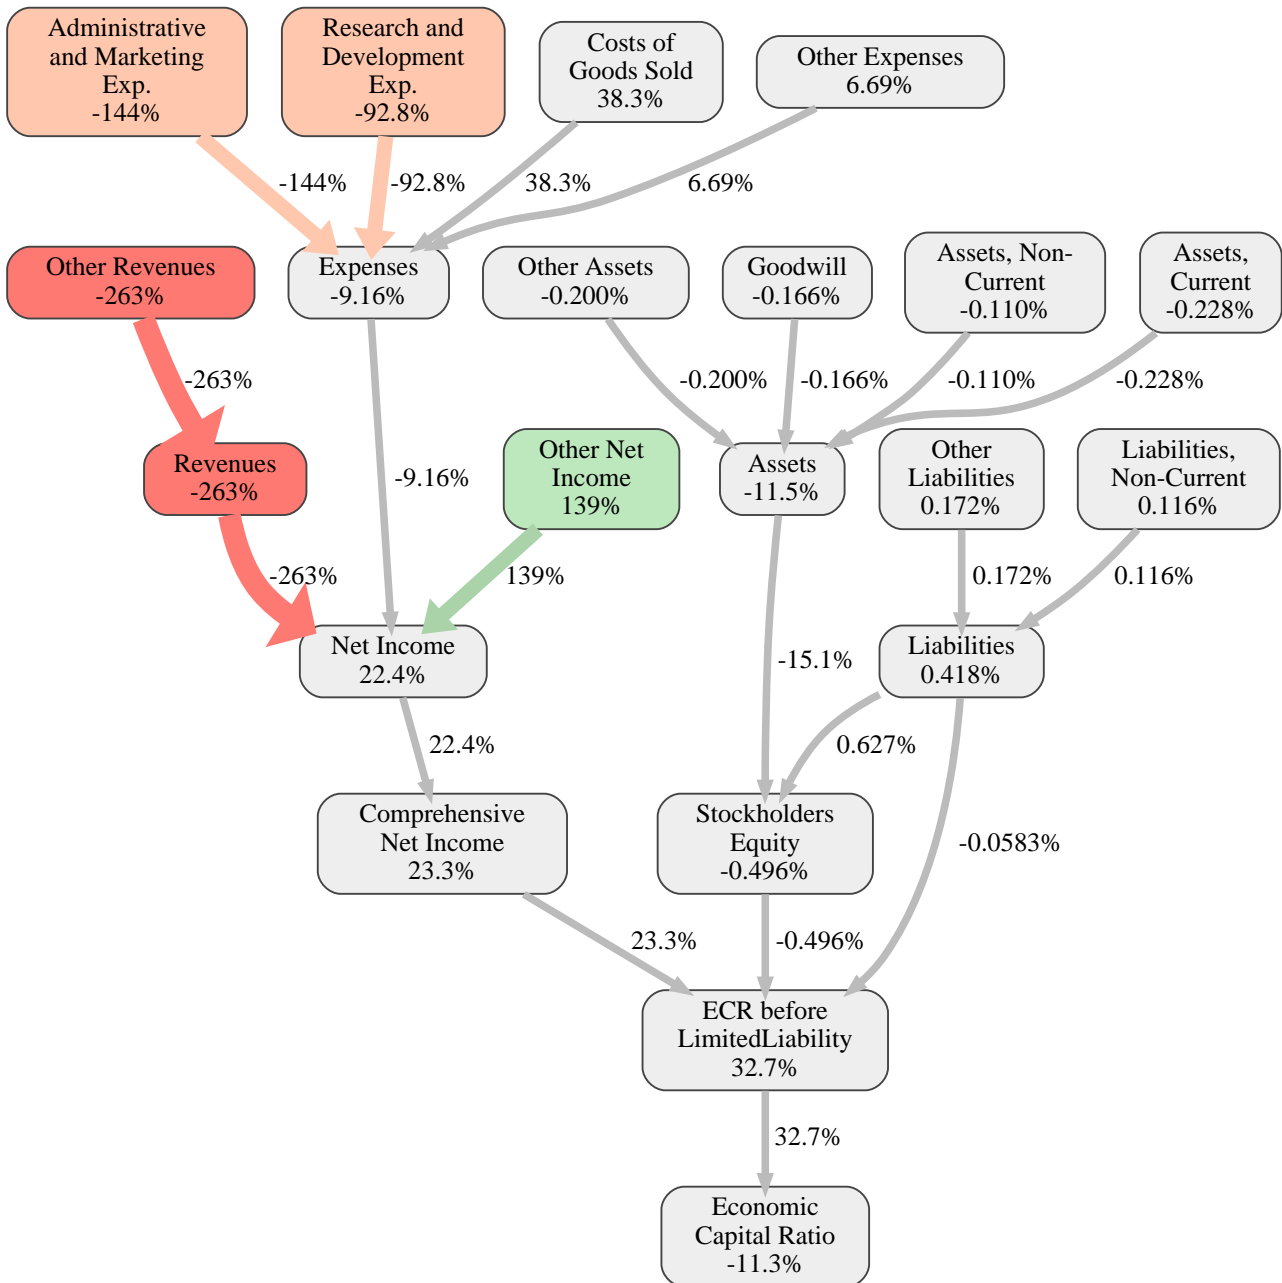 Administrative
and Marketing
Exp.
-144%
Research and
Development
Exp.
-92.8%
Costs of
Goods Sold
38.3%
Other Expenses
6.69%
-144%
-92.8%
38.3%
6.69%
Other Revenues
-263%
Expenses
-9.16%
Other Assets
-0.200%
Goodwill
-0.166%
Assets, Non-
Current
-0.110%
Assets,
Current
-0.228%
-263%
-0.200%
-0.166%
-0.110%
-0.228%
Revenues
-263%
-9.16%
Other Net
Income
139%
Assets
-11.5%
Other
Liabilities
0.172%
Liabilities,
Non-Current
0.116%
-263%
139%
0.172%
0.116%
Net Income
22.4%
-15.1%
Liabilities
0.418%
22.4%
0.627%
Comprehensive
Net Income
23.3%
Stockholders
Equity
-0.496%
-0.0583%
23.3%
-0.496%
ECR before
LimitedLiability
32.7%
32.7%
Economic
Capital Ratio
-11.3%